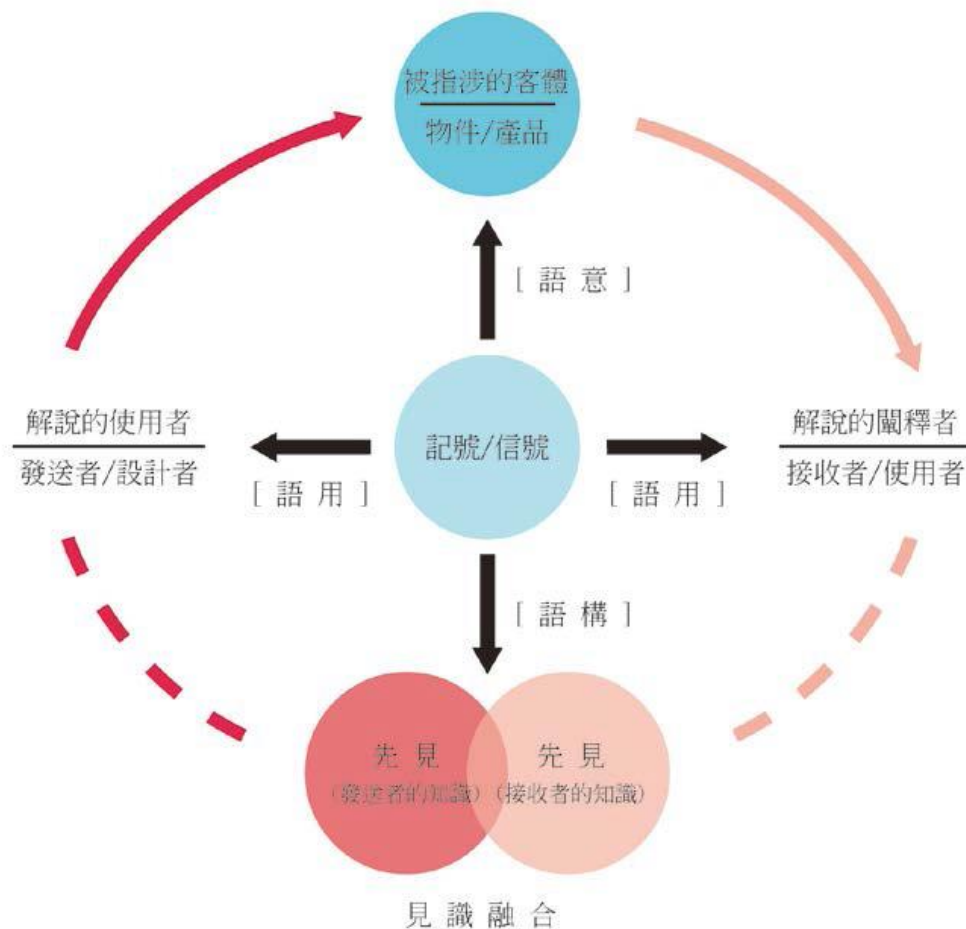 被指涉的客體
物件/產品
[ 語 意 ]
解說的使用者
發送者/設計者
記號/信號
解說的闡釋者
接收者/使用者
[ 語 用 ]
[ 語 用 ]
[ 語 構 ]
先 見
(發送者的知識)
先 見
(接收者的知識)
見 識 融 合